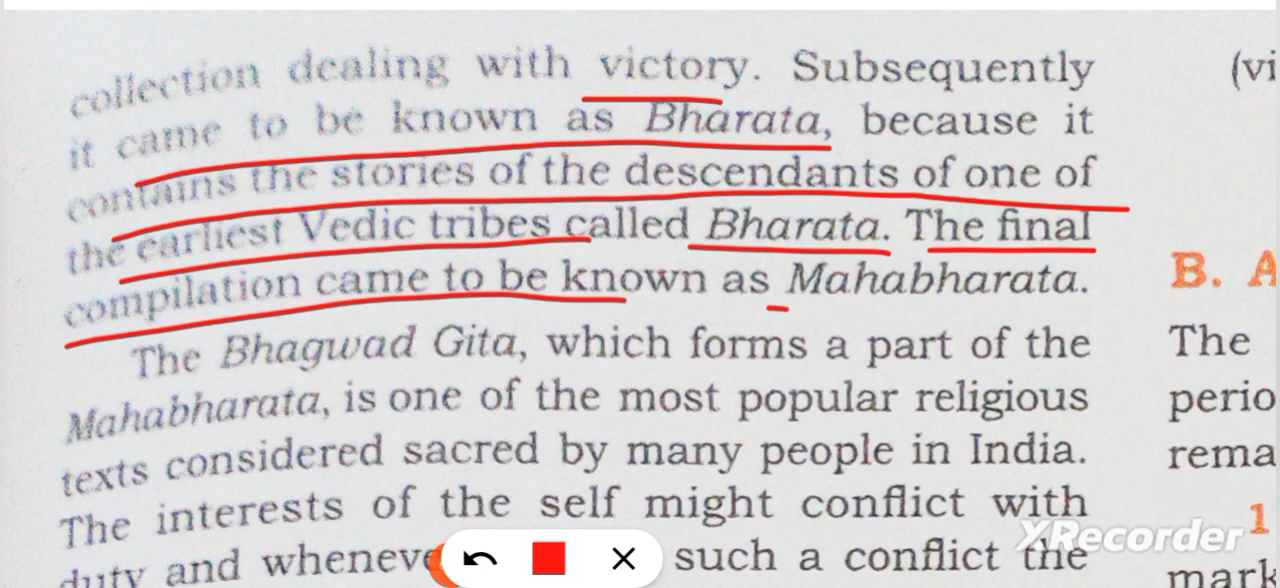 collection dealing with victory. Subsequently
it came to be known as Bharata, because it
contains the stories of the descendants of one of
the earliest Vedic tribes called Bharata. The final
compilation came to be known as Mahabharata.
The Bhagwad Gita, which forms a part of the
Mahabharata, is one of the most popular religious
texts considered sacred by many people in India.
The interests of the self might conflict with
duty and wheneve such a conflict the
(vi
B. A
The
perio
rema
1
mark
XRecorder